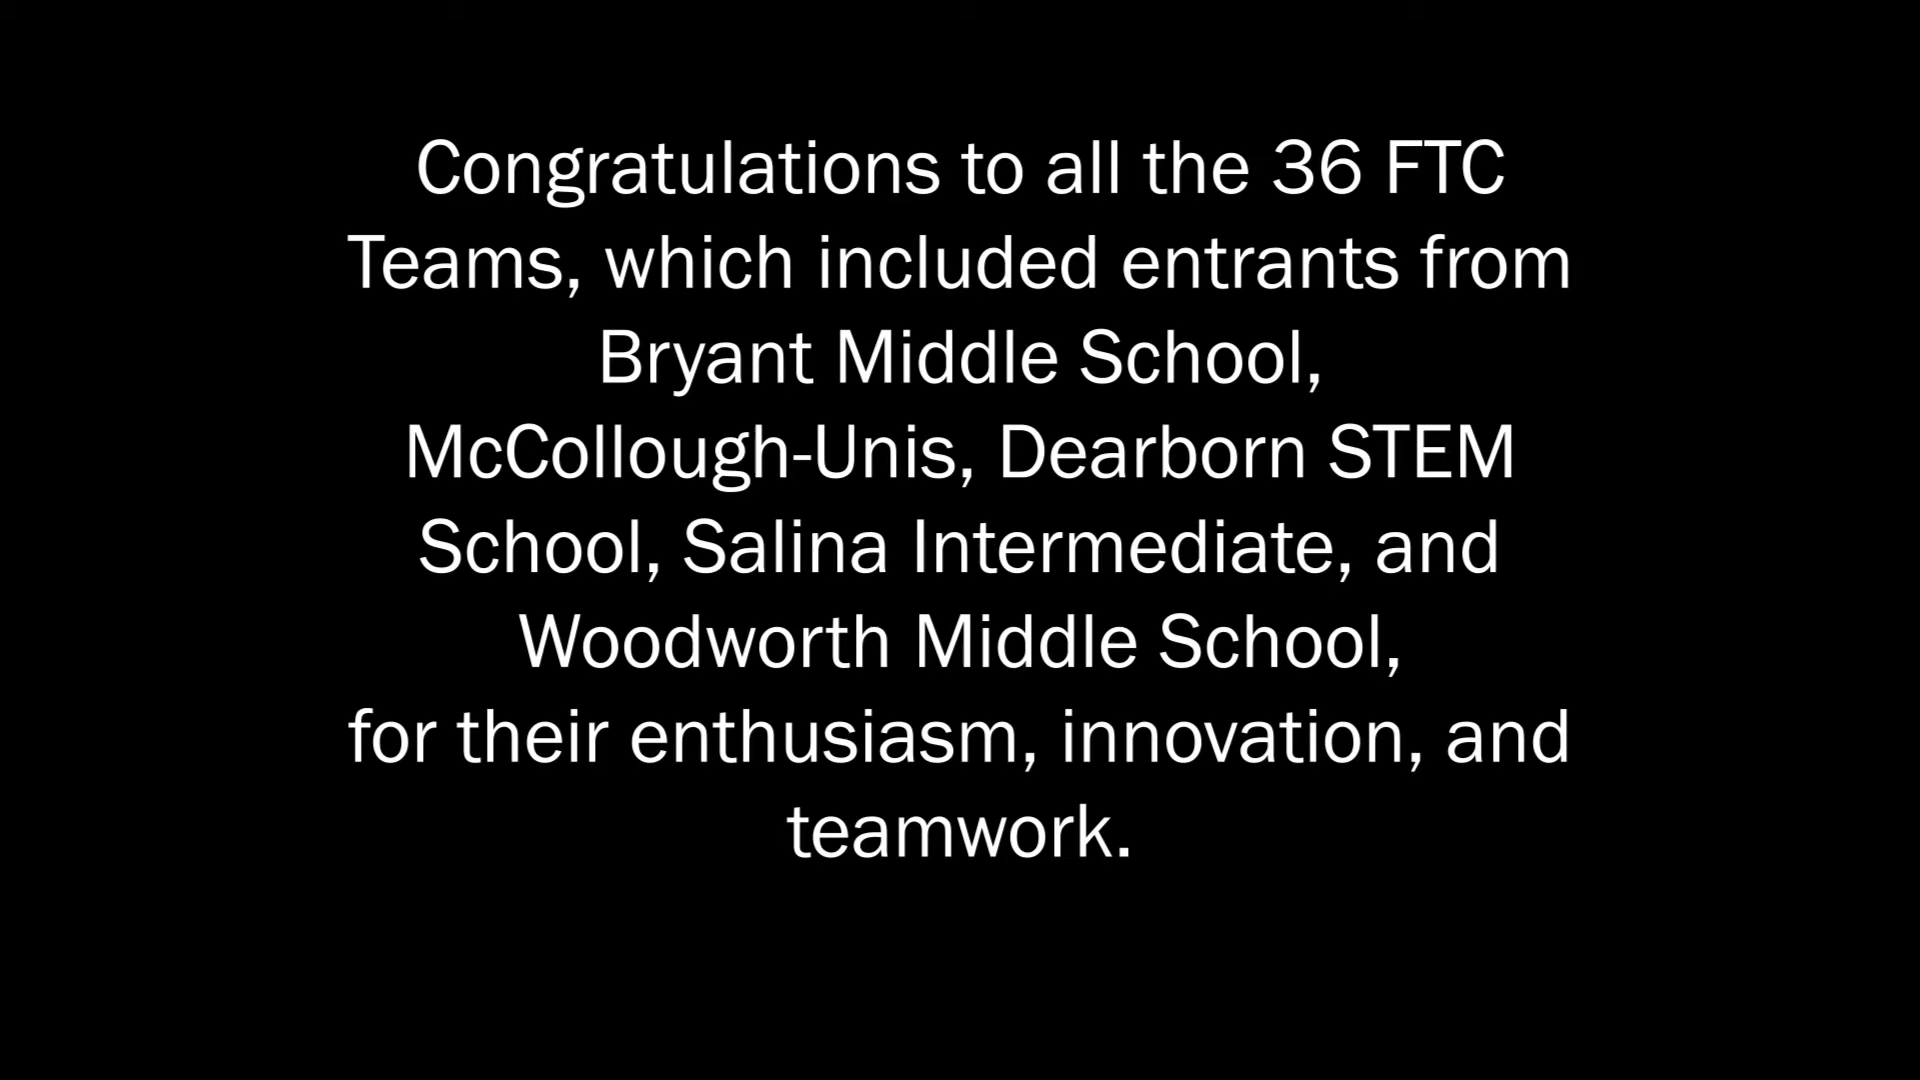 Congratulations to all the 36 FTC
Teams, which included entrants from
Bryant Middle School,
McCollough-Unis, Dearborn STEM
School, Salina Intermediate, and
Woodworth Middle School,
for their enthusiasm, innovation, and
teamwork.